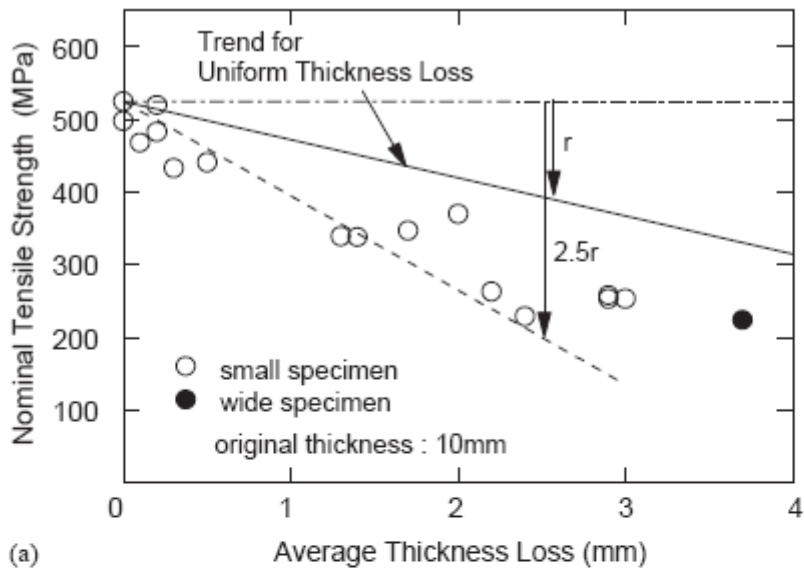 Nominal Tensile Strength (MPa)
600
500
400
300
200
100
Trend for
Uniform Thickness Loss
r
2.5r
small specimen
wide specimen
original thickness : 10mm
0
1
2
3
4
(a)
Average Thickness Loss (mm)